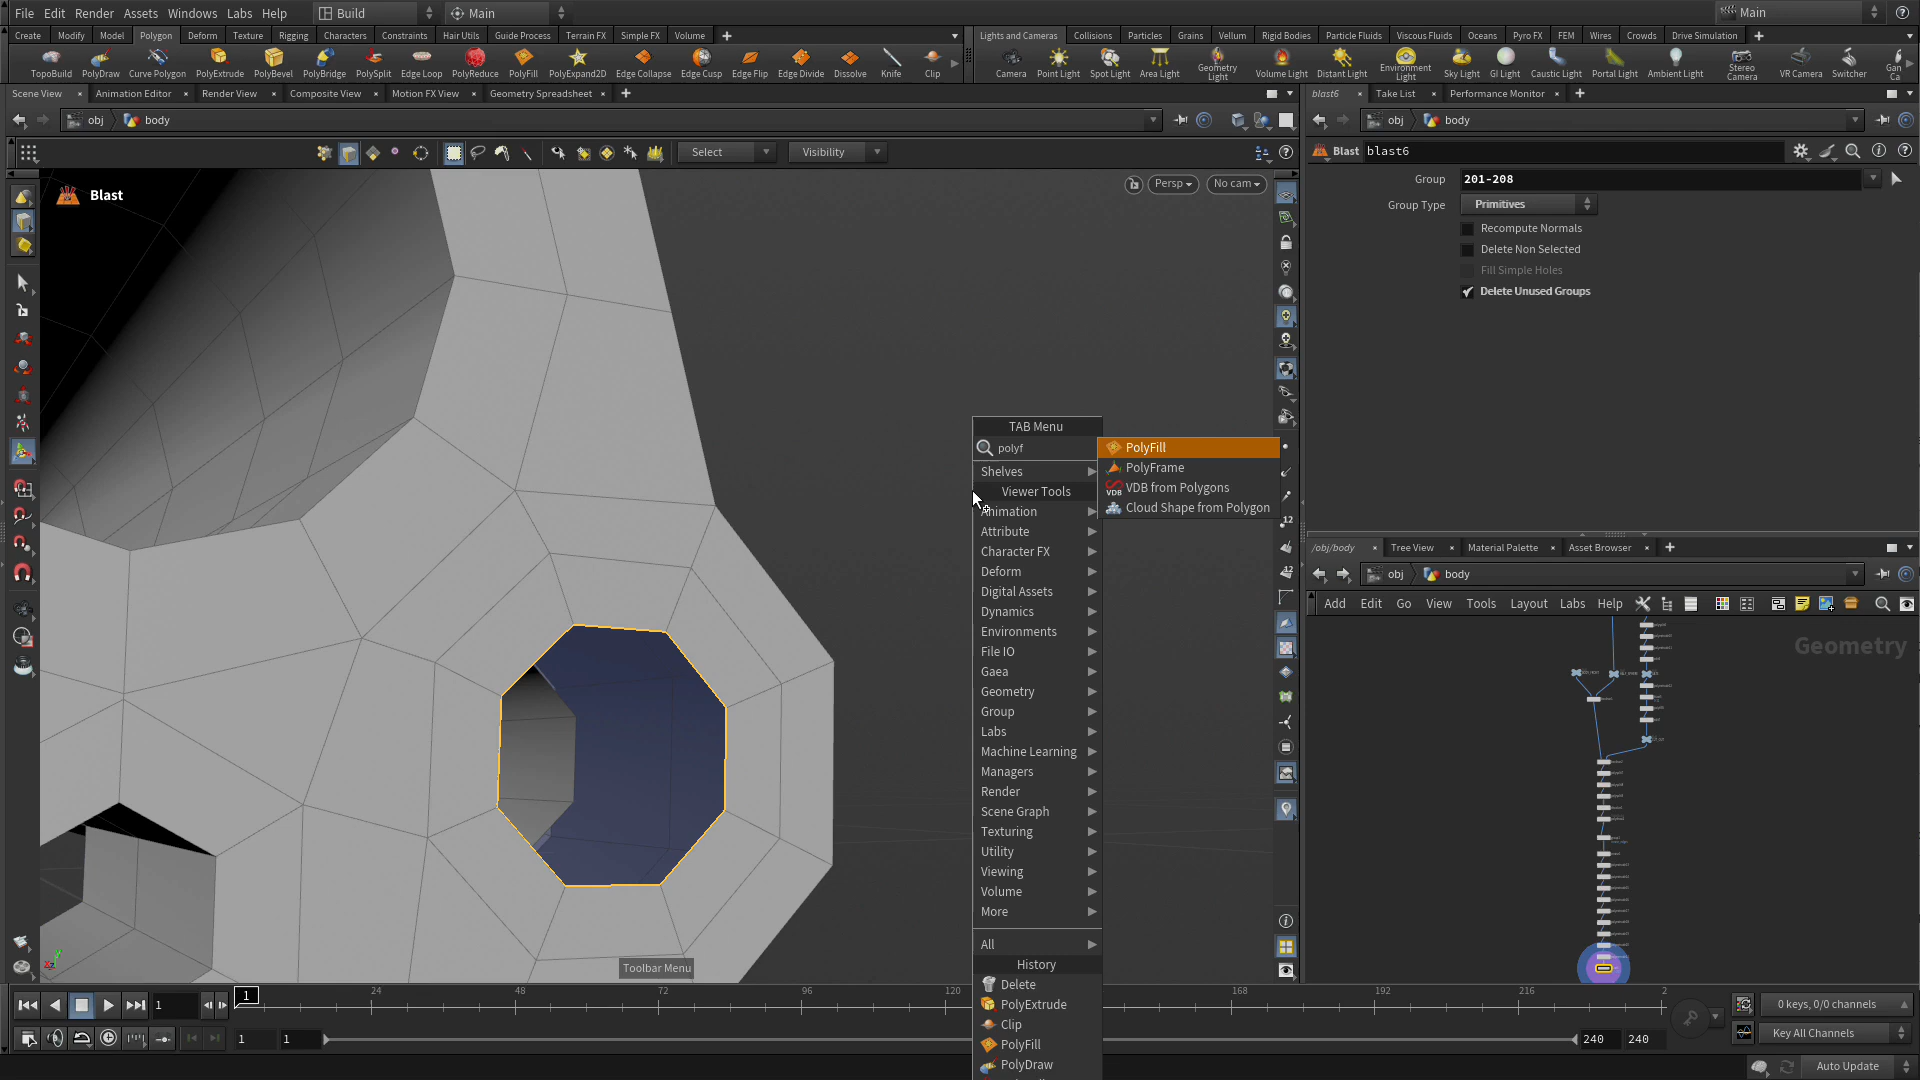 File Edit Render Assets Windows Labs Help Build Main Main
Create Modify Model Polygon Deform Texture Rigging Characters Constraints Hair Utils Guide Process Terrain FX Simple FX Volume
Lights and Cameras Collisions Particles Grains Vellum Rigid Bodies Particle Fluids Viscous Fluids Oceans Pyro FX FEM Wires Crowds Drive Simulation
TopoBuild PolyDraw Curve Polygon PolyExtrude PolyBevel PolyBridge PolySplit Edge Loop PolyReduce PolyFill PolyExpand2D Edge Collapse Edge Cusp Edge Flip Edge Divide Dissolve Knife Clip
Camera Point Light Spot Light Area Light Geometry Light Volume Light Distant Light Environment Light Sky Light GI Light Caustic Light Portal Light Ambient Light Stereo Camera VR Camera Switcher Gan Ca
Scene View Animation Editor Render View Composite View Motion FX View Geometry Spreadsheet
blast6 Take List Performance Monitor
obj body
obj body
Select Visibility
Blast blast6
Blast
Persp No cam
Group 201-208
Group Type Primitives
Recompute Normals
Delete Non Selected
Fill Simple Holes
Delete Unused Groups
TAB Menu
polyf
PolyFill
PolyFrame
VDB from Polygons
Cloud Shape from Polygon
Shelves
Viewer Tools
Animation
Attribute
Character FX
Deform
Digital Assets
Dynamics
Environments
File IO
Gaea
Geometry
Group
Labs
Machine Learning
Managers
Render
Scene Graph
Texturing
Utility
Viewing
Volume
More
All
History
Delete
PolyExtrude
Clip
PolyFill
PolyDraw
12
12
/obj/body Tree View Material Palette Asset Browser
obj body
Add Edit Go View Tools Layout Labs Help
Geometry
Toolbar Menu
1 1 24 48 72 96 120 168 192 216 2
0 keys, 0/0 channels
1 1 240 240 Key All Channels
Auto Update